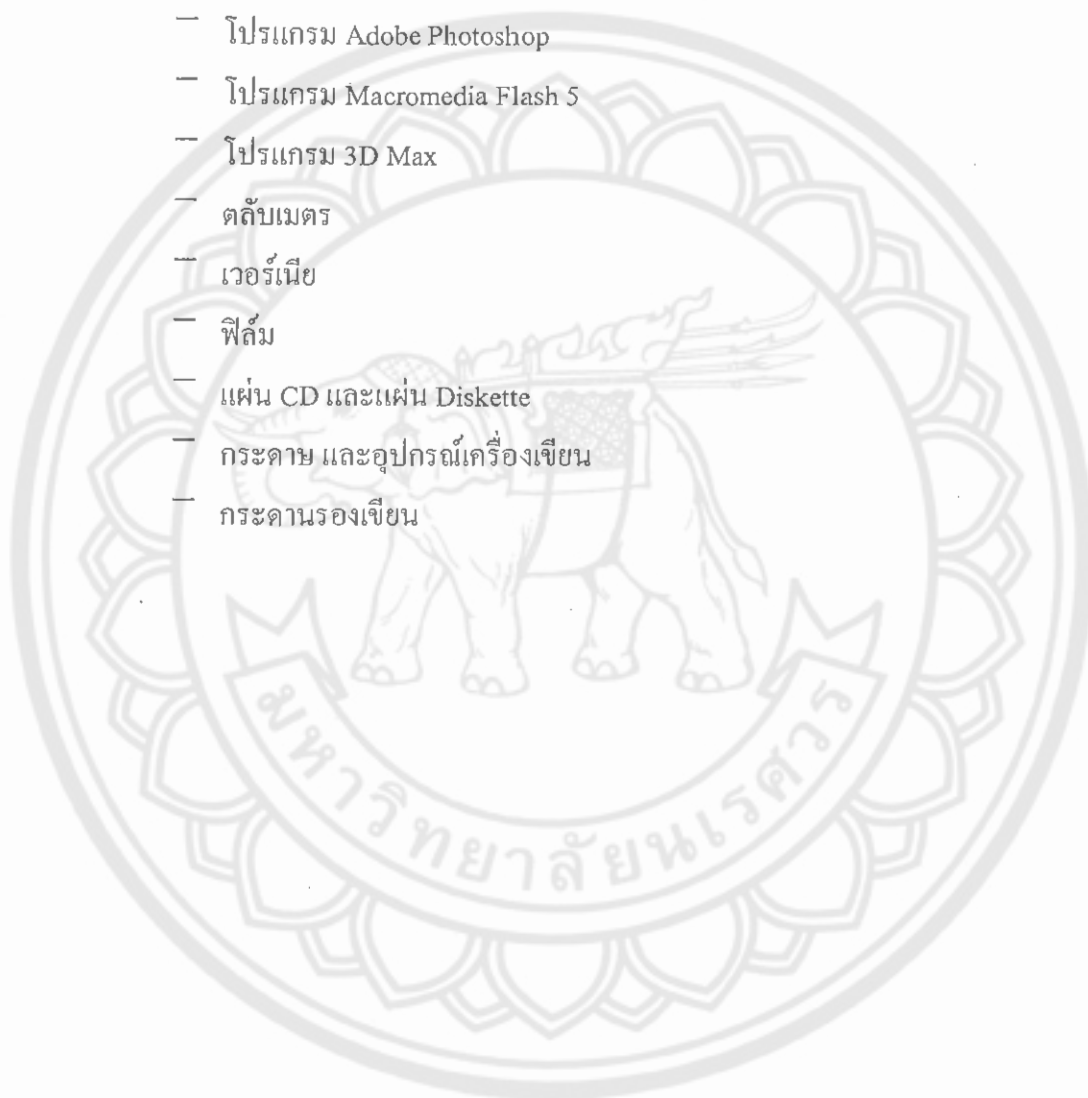 — โปรแกรม Adobe Photoshop
— โปรแกรม Macromedia Flash 5
— โปรแกรม 3D Max
— ตลับเมตร
— เวอร์เนีย
— ฟิล์ม
— แผ่น CD และแผ่น Diskette
— กระดาษ และอุปกรณ์เครื่องเขียน
— กระดานรองเขียน
มหาวิทยาลัยนเรศวร